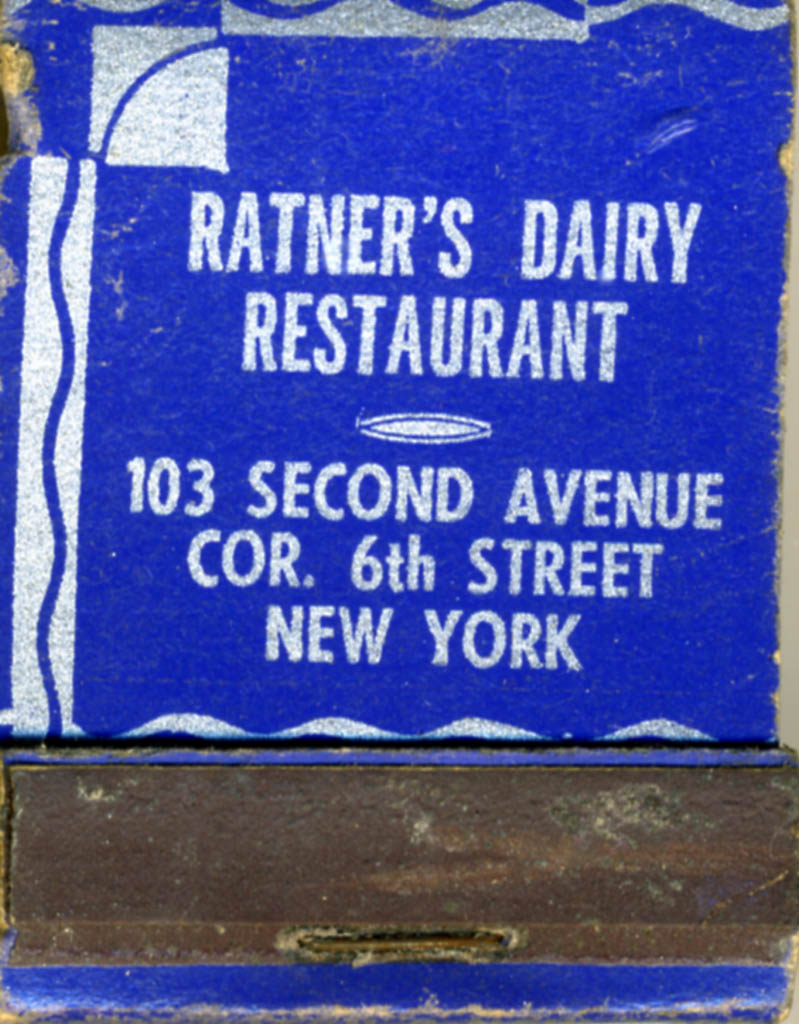 RATNER'S DAIRY
RESTAURANT
103 SECOND AVENUE
COR. 6th STREET
NEW YORK